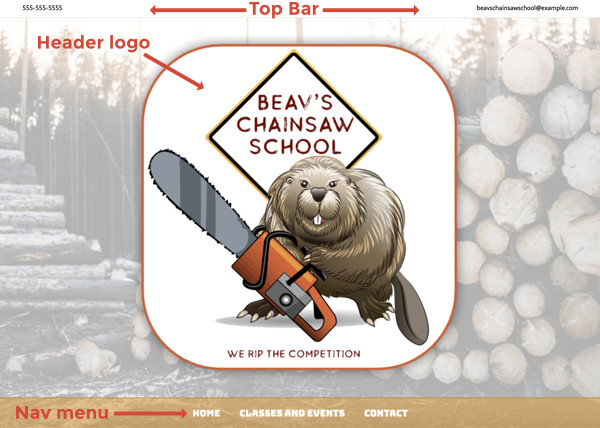 555-555-5555 Top Bar beavschainsawschool@example.com
Header logo
BEAV'S
CHAINSAW
SCHOOL
WE RIP THE COMPETITION
Nav menu HOME CLASSES AND EVENTS CONTACT